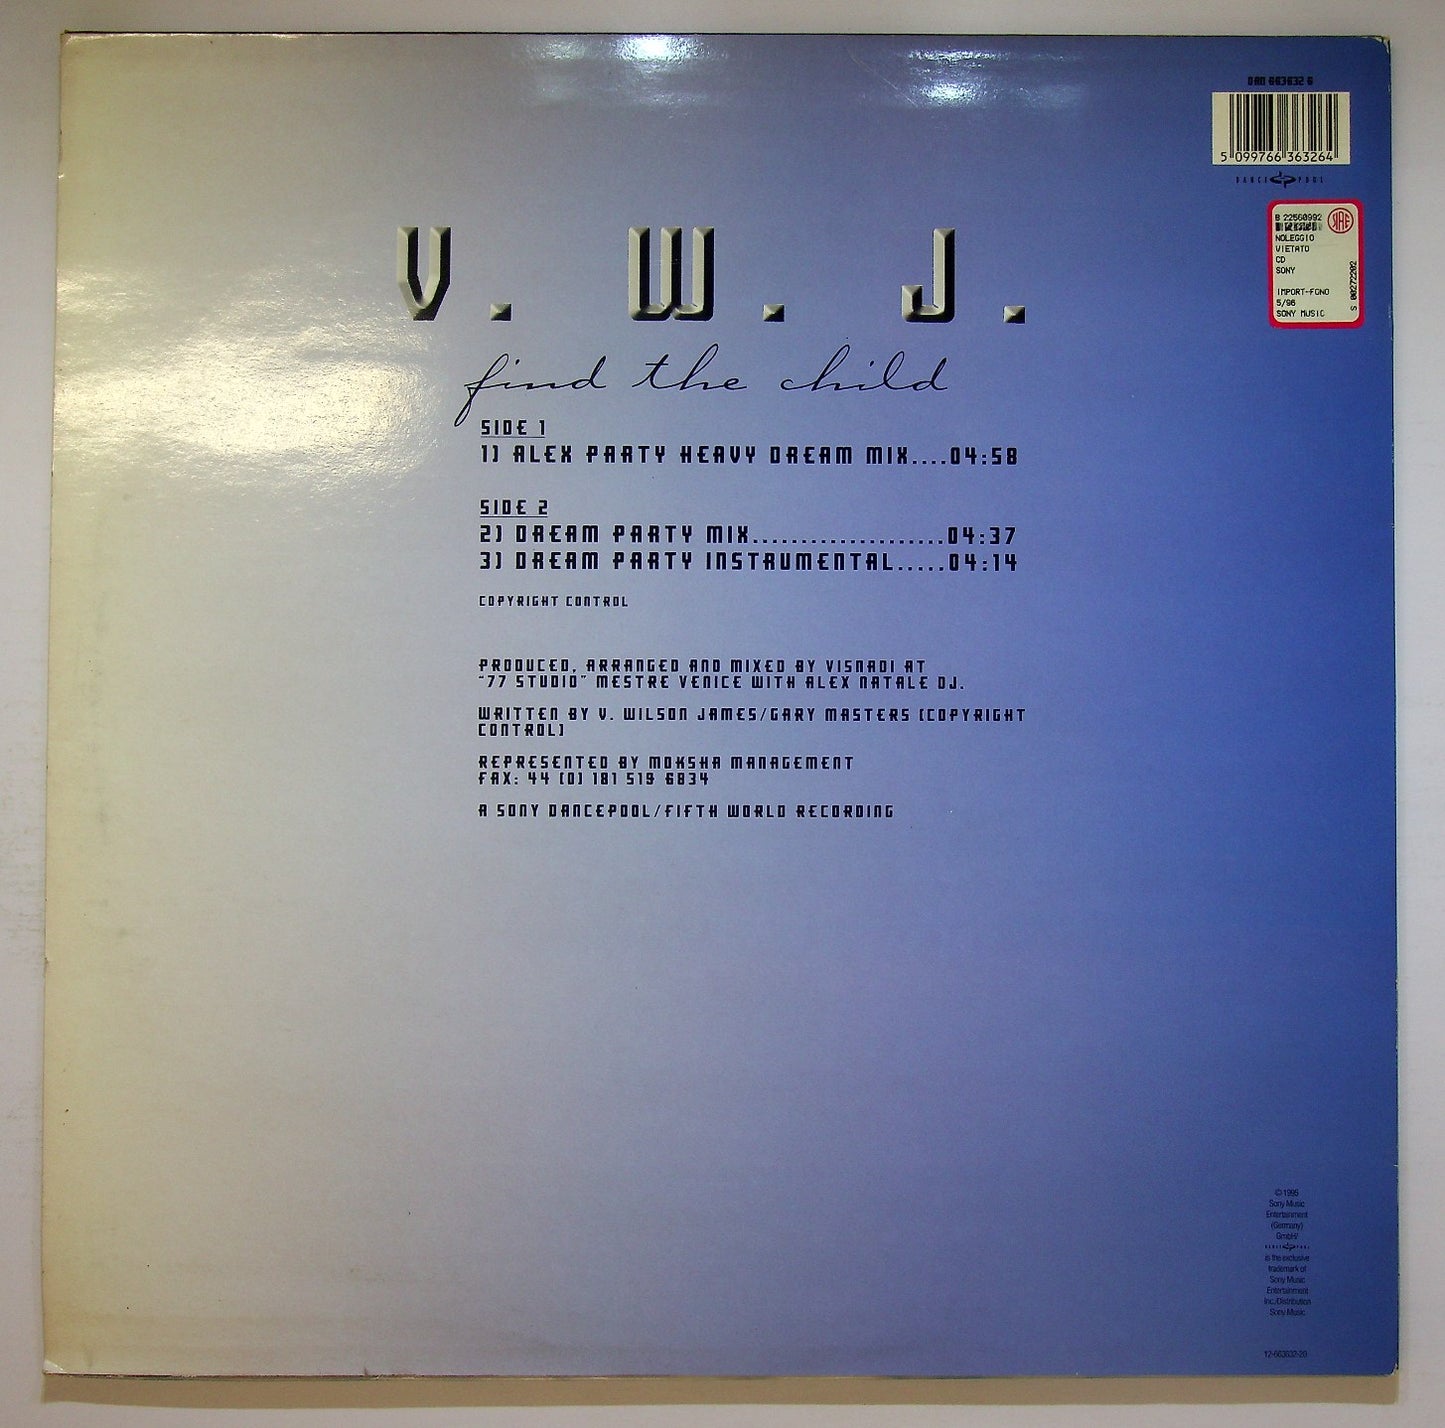 DAN 663632 6
5 099766 363264
DANCE POOL
B 22560992
NOLEGGIO
VIETATO
CD
SONY
IMPORT-FONO
5/96
SONY MUSIC
S 00272202
V. W. J.
find the child
SIDE 1
1) ALEX PARTY HEAVY DREAM MIX....04:58
SIDE 2
2) DREAM PARTY MIX....................04:37
3) DREAM PARTY INSTRUMENTAL.....04:14
COPYRIGHT CONTROL
PRODUCED, ARRANGED AND MIXED BY VISNADI AT
"77 STUDIO" MESTRE VENICE WITH ALEX NATALE DJ.
WRITTEN BY V. WILSON JAMES/GARY MASTERS (COPYRIGHT
CONTROL)
REPRESENTED BY MOKSHA MANAGEMENT
FAX: 44 (0) 181 519 6834
A SONY DANCEPOOL/FIFTH WORLD RECORDING
Sony Music
Entertainment
(Germany)
GmbH/
DANCE POOL
is the exclusive
trademark of
Sony Music
Entertainment
Inc./Distribution
Sony Music
12-663632-20